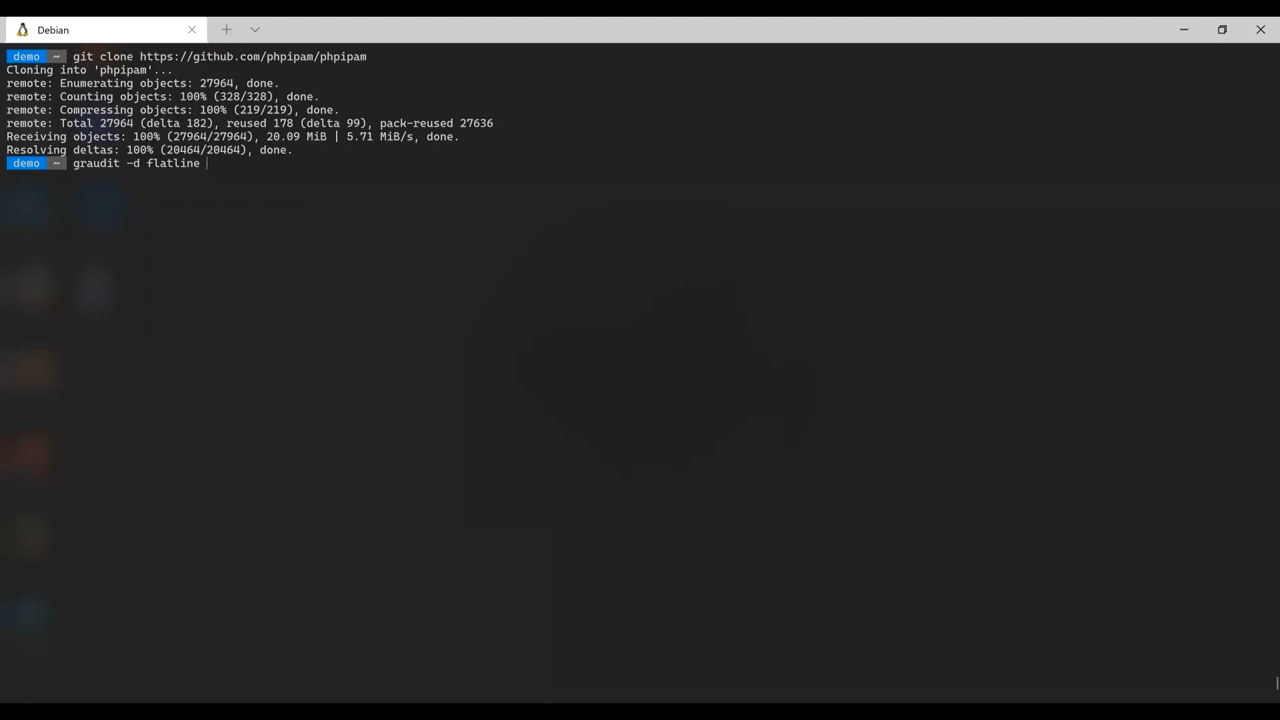 Debian
demo ~ git clone https://github.com/phpipam/phpipam
Cloning into 'phpipam'...
remote: Enumerating objects: 27964, done.
remote: Counting objects: 100% (328/328), done.
remote: Compressing objects: 100% (219/219), done.
remote: Total 27964 (delta 182), reused 178 (delta 99), pack-reused 27636
Receiving objects: 100% (27964/27964), 20.09 MiB | 5.71 MiB/s, done.
Resolving deltas: 100% (20464/20464), done.
demo ~ graudit -d flatline